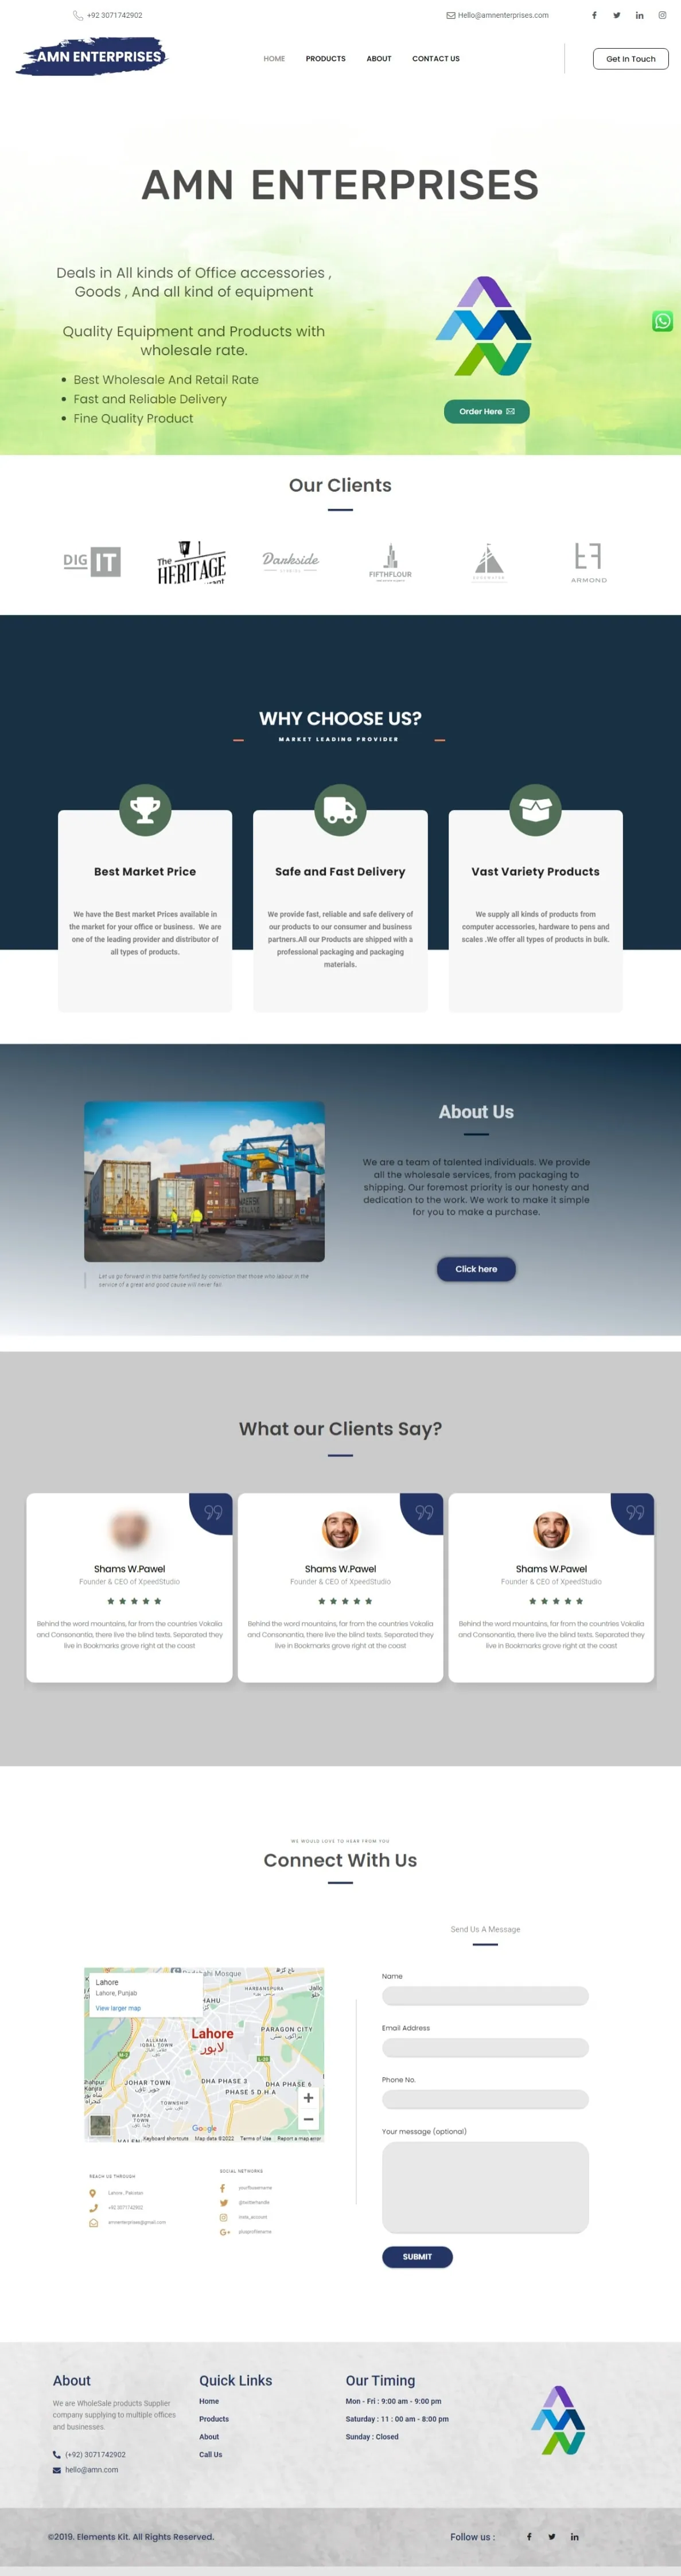 +92 3071742902
Hello@amnenterprises.com
AMN ENTERPRISES
HOME
PRODUCTS
ABOUT
CONTACT US
Get In Touch
AMN ENTERPRISES
Deals in All kinds of Office accessories ,
Goods , And all kind of equipment
Quality Equipment and Products with
wholesale rate.
Best Wholesale And Retail Rate
Fast and Reliable Delivery
Fine Quality Product
Order Here
Our Clients
DIG IT
The
HERITAGE
Darkside
FIFTHFLOUR
ARMOND
WHY CHOOSE US?
MARKET LEADING PROVIDER
Best Market Price
We have the Best market Prices available in
the market for your office or business. We are
one of the leading provider and distributor of
all types of products.
Safe and Fast Delivery
We provide fast, reliable and safe delivery of
our products to our consumer and business
partners.All our Products are shipped with a
professional packaging and packaging
materials.
Vast Variety Products
We supply all kinds of products from
computer accessories, hardware to pens and
scales .We offer all types of products in bulk.
About Us
We are a team of talented individuals. We provide
all the wholesale services, from packaging to
shipping. Our foremost priority is our honesty and
dedication to the work. We work to make it simple
for you to make a purchase.
Click here
Let us go forward in this battle fortified by conviction that those who labour in the
service of a great and good cause will never fail.
What our Clients Say?
Shams W.Pawel
Founder & CEO of XpeedStudio
Behind the word mountains, far from the countries Vokalia
and Consonantia, there live the blind texts. Separated they
live in Bookmarks grove right at the coast
Shams W.Pawel
Founder & CEO of XpeedStudio
Behind the word mountains, far from the countries Vokalia
and Consonantia, there live the blind texts. Separated they
live in Bookmarks grove right at the coast
Shams W.Pawel
Founder & CEO of XpeedStudio
Behind the word mountains, far from the countries Vokalia
and Consonantia, there live the blind texts. Separated they
live in Bookmarks grove right at the coast
WE WOULD LOVE TO HEAR FROM YOU
Connect With Us
Send Us A Message
Name
Email Address
Phone No.
Your message (optional)
SUBMIT
Lahore
Lahore, Punjab
View larger map
Mosque
HARBANSPURA
Lahore
لاہور
PARAGON CITY
ALLAMA
IQBAL TOWN
JOHAR TOWN
DHA PHASE 3
DHA PHASE 6
PHASE 5 D.H.A
TOWNSHIP
WAPDA
TOWN
Google
Keyboard shortcuts
Map data ©2022
Terms of Use
Report a map error
REACH US THROUGH
Lahore , Pakistan
+92 3071742902
amnenterprises@gmail.com
SOCIAL NETWORKS
yourfbusername
@twitterhandle
insta_account
plusprofilename
About
We are WholeSale products Supplier
company supplying to multiple offices
and businesses.
(+92) 3071742902
hello@amn.com
Quick Links
Home
Products
About
Call Us
Our Timing
Mon - Fri : 9:00 am - 9:00 pm
Saturday : 11 : 00 am - 8:00 pm
Sunday : Closed
©2019. Elements Kit. All Rights Reserved.
Follow us :